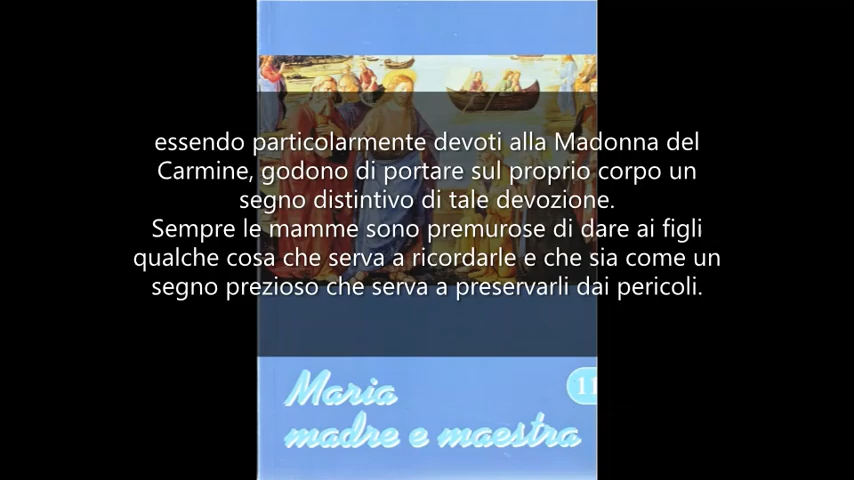 essendo particolarmente devoti alla Madonna del
Carmine, godono di portare sul proprio corpo un
segno distintivo di tale devozione.
Sempre le mamme sono premurose di dare ai figli
qualche cosa che serva a ricordarle e che sia come un
segno prezioso che serva a preservarli dai pericoli.
Maria
11
madre e maestra